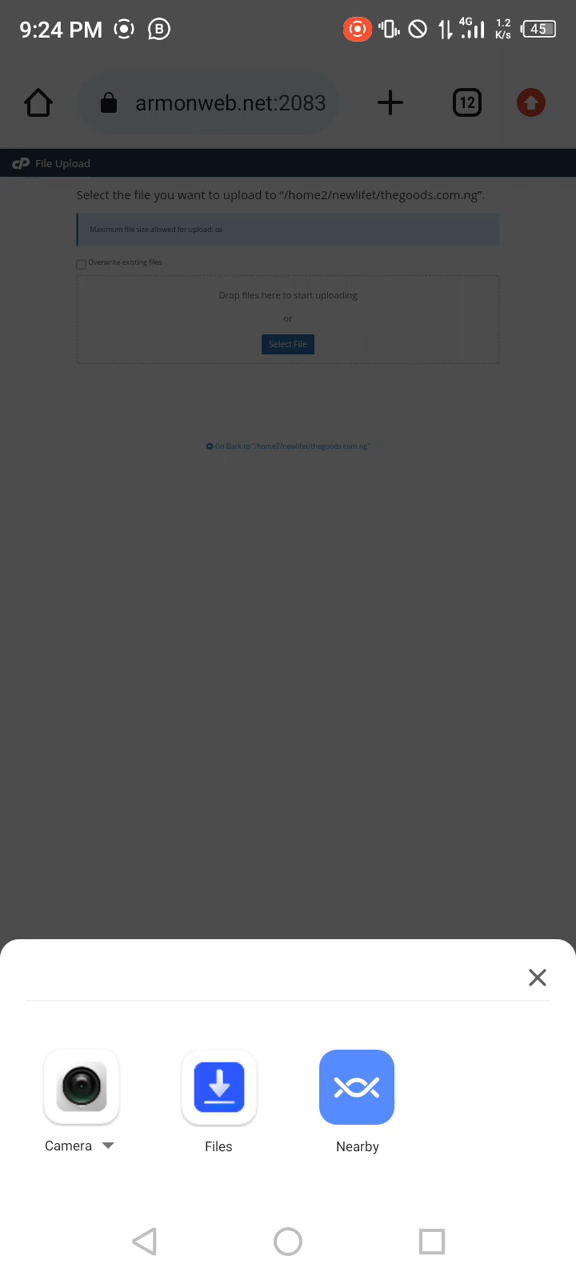 9:24 PM B 4G 1.2 K/s 45
armonweb.net:2083 12
cP File Upload
Select the file you want to upload to “/home2/newlifet/thegoods.com.ng”.
Maximum file size allowed for upload: ∞
Overwrite existing files
Drop files here to start uploading
or
Select File
Go Back to “/home2/newlifet/thegoods.com.ng”
Camera Files Nearby